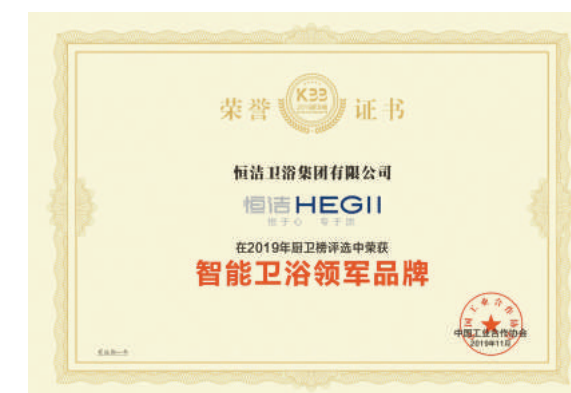 荣誉 K33 证书
恒洁卫浴集团有限公司
恒洁 HEGII
在2019年厨卫榜评选中荣获
智能卫浴领军品牌
中国工业合作协会
2019年11月